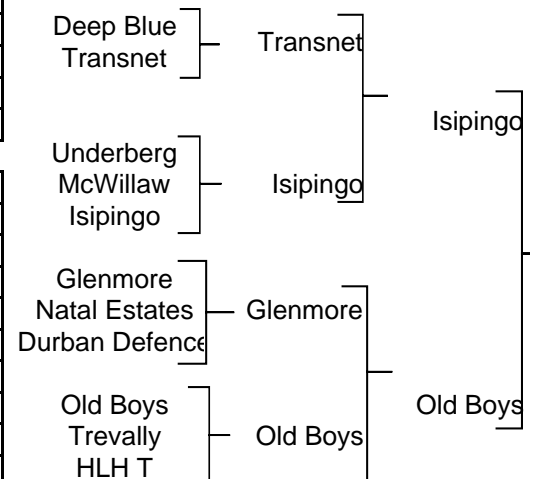 Deep Blue
Transnet
Transnet
Isipingo
Underberg
McWillaw
Isipingo
Isipingo
Glenmore
Natal Estates
Durban Defence
Glenmore
Old Boys
Trevally
HLH T
Old Boys
Old Boys